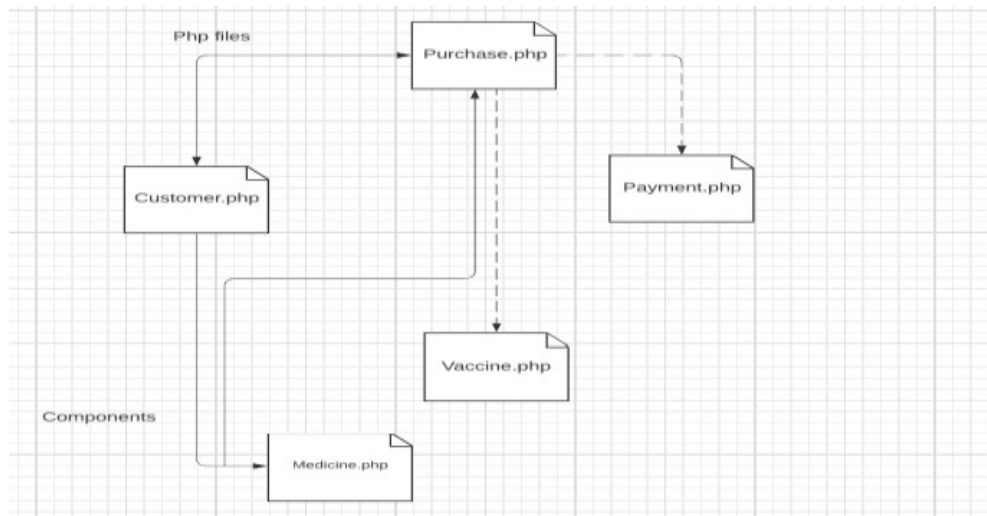 Php files
Purchase.php
Payment.php
Customer.php
Vaccine.php
Components
Medicine.php